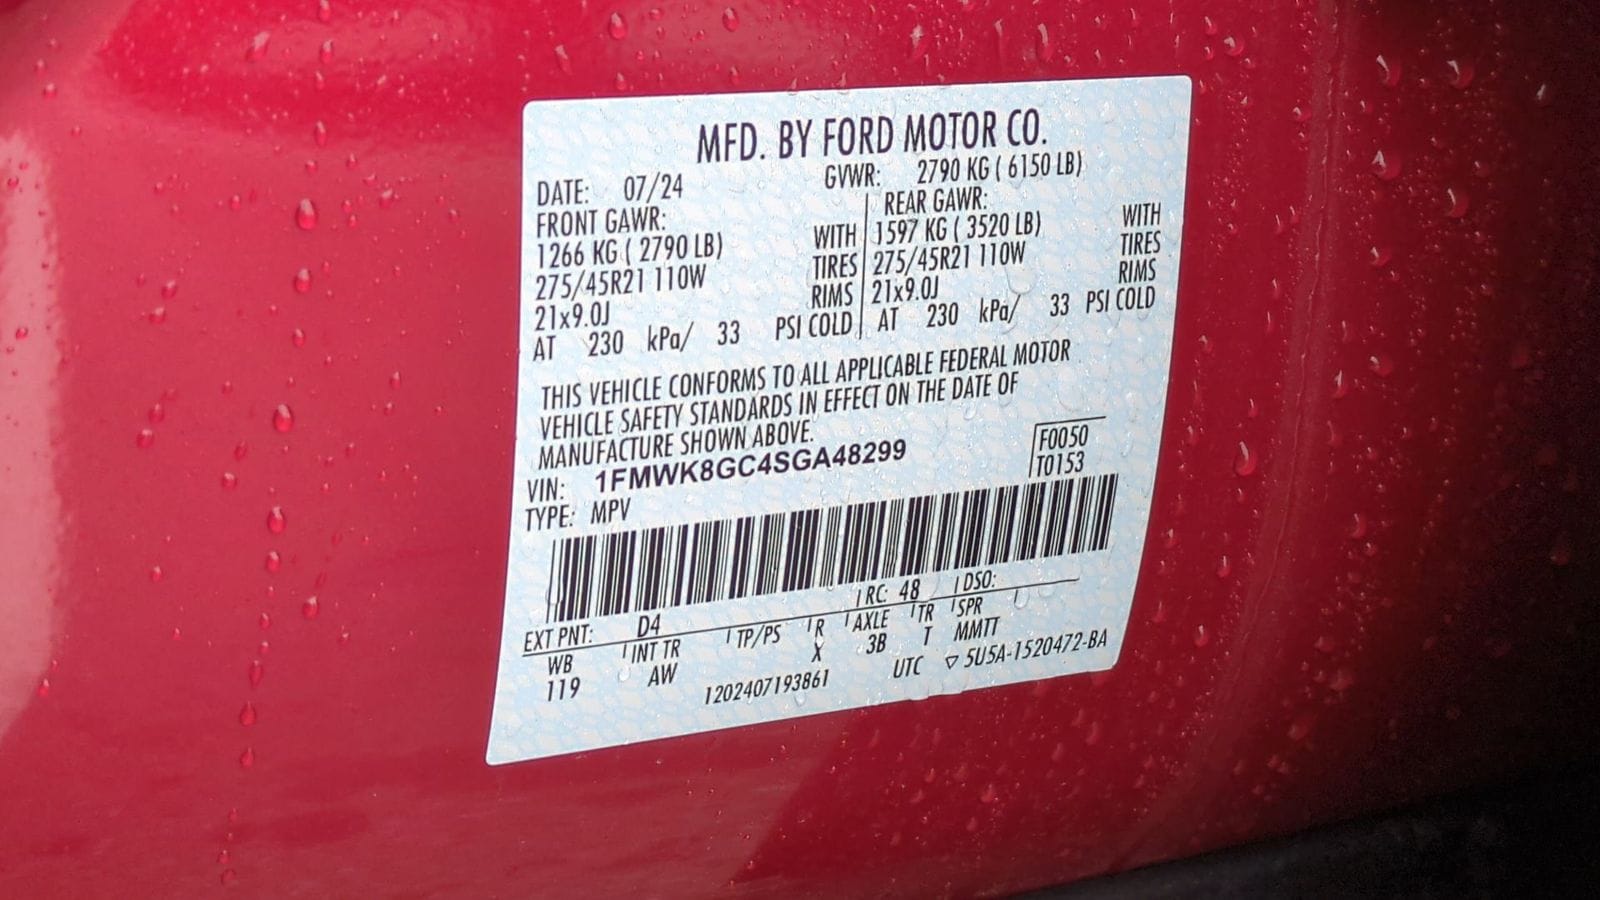 MFD. BY FORD MOTOR CO.
DATE: 07/24 GVWR: 2790 KG ( 6150 LB)
FRONT GAWR: REAR GAWR:
1266 KG ( 2790 LB) WITH 1597 KG ( 3520 LB) WITH
275/45R21 110W TIRES 275/45R21 110W TIRES
21x9.0J RIMS 21x9.0J RIMS
AT 230 kPa/ 33 PSI COLD AT 230 kPa/ 33 PSI COLD
THIS VEHICLE CONFORMS TO ALL APPLICABLE FEDERAL MOTOR
VEHICLE SAFETY STANDARDS IN EFFECT ON THE DATE OF
MANUFACTURE SHOWN ABOVE.
VIN: 1FMWK8GC4SGA48299 F0050
TYPE: MPV T0153
EXT PNT: D4 RC: 48 DSO:
WB INT TR TP/PS R AXLE TR SPR
119 AW X 3B T MMTT
1202407193861 UTC ▽ 5U5A-1520472-BA